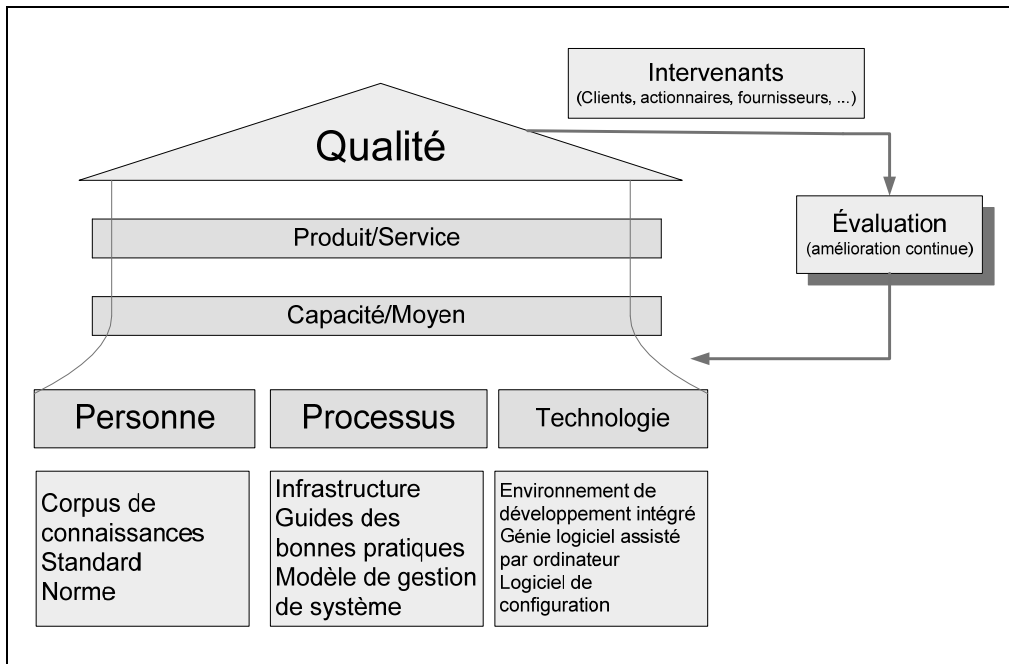 Intervenants
(Clients, actionnaires, fournisseurs, ...)
Qualité
Évaluation
(amélioration continue)
Produit/Service
Capacité/Moyen
Personne
Processus
Technologie
Corpus de
connaissances
Standard
Norme
Infrastructure
Guides des
bonnes pratiques
Modèle de gestion
de système
Environnement de
développement intégré
Génie logiciel assisté
par ordinateur
Logiciel de
configuration